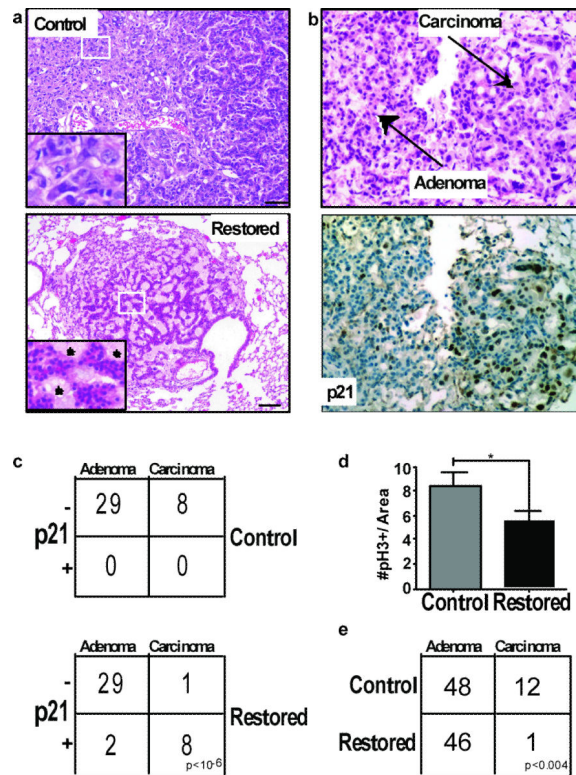 a
Control
Restored
b
Carcinoma
Adenoma
p21
c
Adenoma Carcinoma
- 29 8
p21
+ 0 0
Control
Adenoma Carcinoma
- 29 1
p21
+ 2 8
p<10-6
Restored
d
#pH3+/ Area
10
8
6
4
2
0
*
Control Restored
e
Adenoma Carcinoma
Control 48 12
Restored 46 1
p<0.004